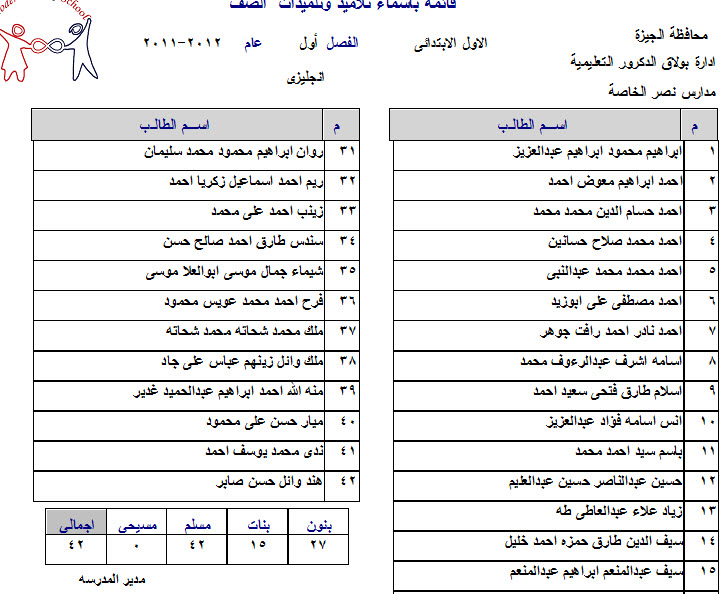 قائمة بأسماء تلاميذ وتلميذات الصف
محافظة الجيزة
الاول الابتدائى
الفصل أول
عام
٢٠١١-٢٠١٢
ادارة بولاق الدكرور التعليمية
انجليزى
مدارس نصر الخاصة
م اســـم الطالـب
١ ابراهيم محمود ابراهيم عبدالعزيز
٢ احمد ابراهيم معوض احمد
٣ احمد حسام الدين محمد محمد
٤ احمد محمد صلاح حسانين
٥ احمد محمد محمد عبدالنبى
٦ احمد مصطفى على ابوزيد
٧ احمد نادر احمد رافت جوهر
٨ اسامه اشرف عبدالرءوف محمد
٩ اسلام طارق فتحى سعيد احمد
١٠ انس اسامه فؤاد عبدالعزيز
١١ باسم سيد احمد محمد
١٢ حسين عبدالناصر حسين عبدالعليم
١٣ زياد علاء عبدالعاطى طه
١٤ سيف الدين طارق حمزه احمد خليل
١٥ سيف عبدالمنعم ابراهيم عبدالمنعم
م اســـم الطالـب
٣١ روان ابراهيم محمود محمد سليمان
٣٢ ريم احمد اسماعيل زكريا احمد
٣٣ زينب احمد على محمد
٣٤ سندس طارق احمد صالح حسن
٣٥ شيماء جمال موسى ابوالعلا موسى
٣٦ فرح احمد محمد عويس محمود
٣٧ ملك محمد شحاته محمد شحاته
٣٨ ملك وائل زينهم عباس على جاد
٣٩ منه الله احمد ابراهيم عبدالحميد غدير
٤٠ ميار حسن على محمود
٤١ ندى محمد يوسف احمد
٤٢ هند وائل حسن صابر
بنون بنات مسلم مسيحى اجمالى
٢٧ ١٥ ٤٢ ٠ ٤٢
مدير المدرسه